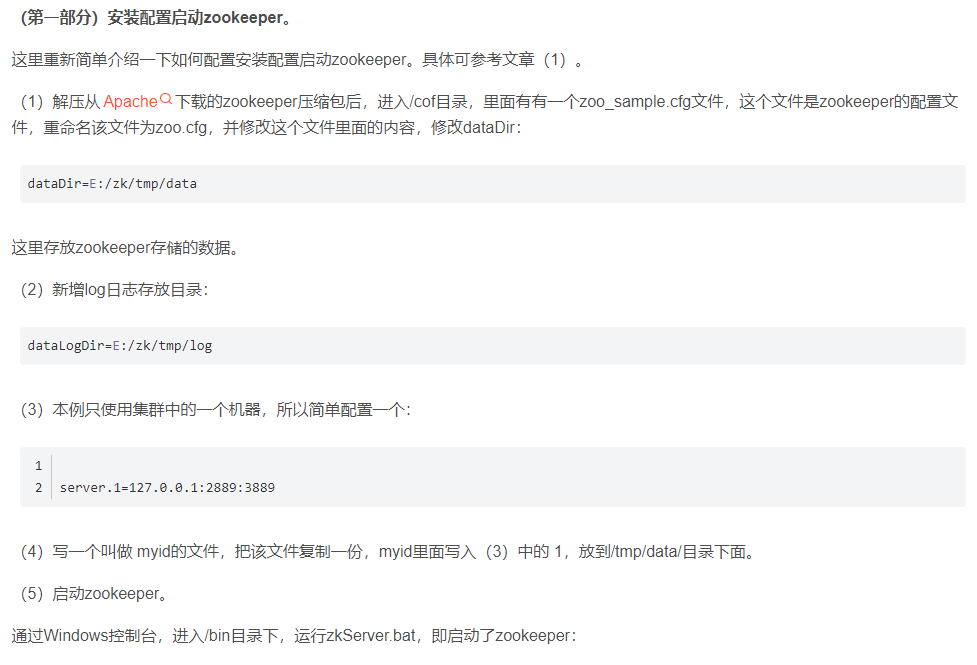 （第一部分）安装配置启动zookeeper。
这里重新简单介绍一下如何配置安装配置启动zookeeper。具体可参考文章（1）。
（1）解压从 Apache 下载的zookeeper压缩包后，进入/cof目录，里面有有一个zoo_sample.cfg文件，这个文件是zookeeper的配置文
件，重命名该文件为zoo.cfg，并修改这个文件里面的内容，修改dataDir：
dataDir=E:/zk/tmp/data
这里存放zookeeper存储的数据。
（2）新增log日志存放目录：
dataLogDir=E:/zk/tmp/log
（3）本例只使用集群中的一个机器，所以简单配置一个：
1
2 server.1=127.0.0.1:2889:3889
（4）写一个叫做 myid的文件，把该文件复制一份，myid里面写入（3）中的 1，放到/tmp/data/目录下面。
（5）启动zookeeper。
通过Windows控制台，进入/bin目录下，运行zkServer.bat，即启动了zookeeper：